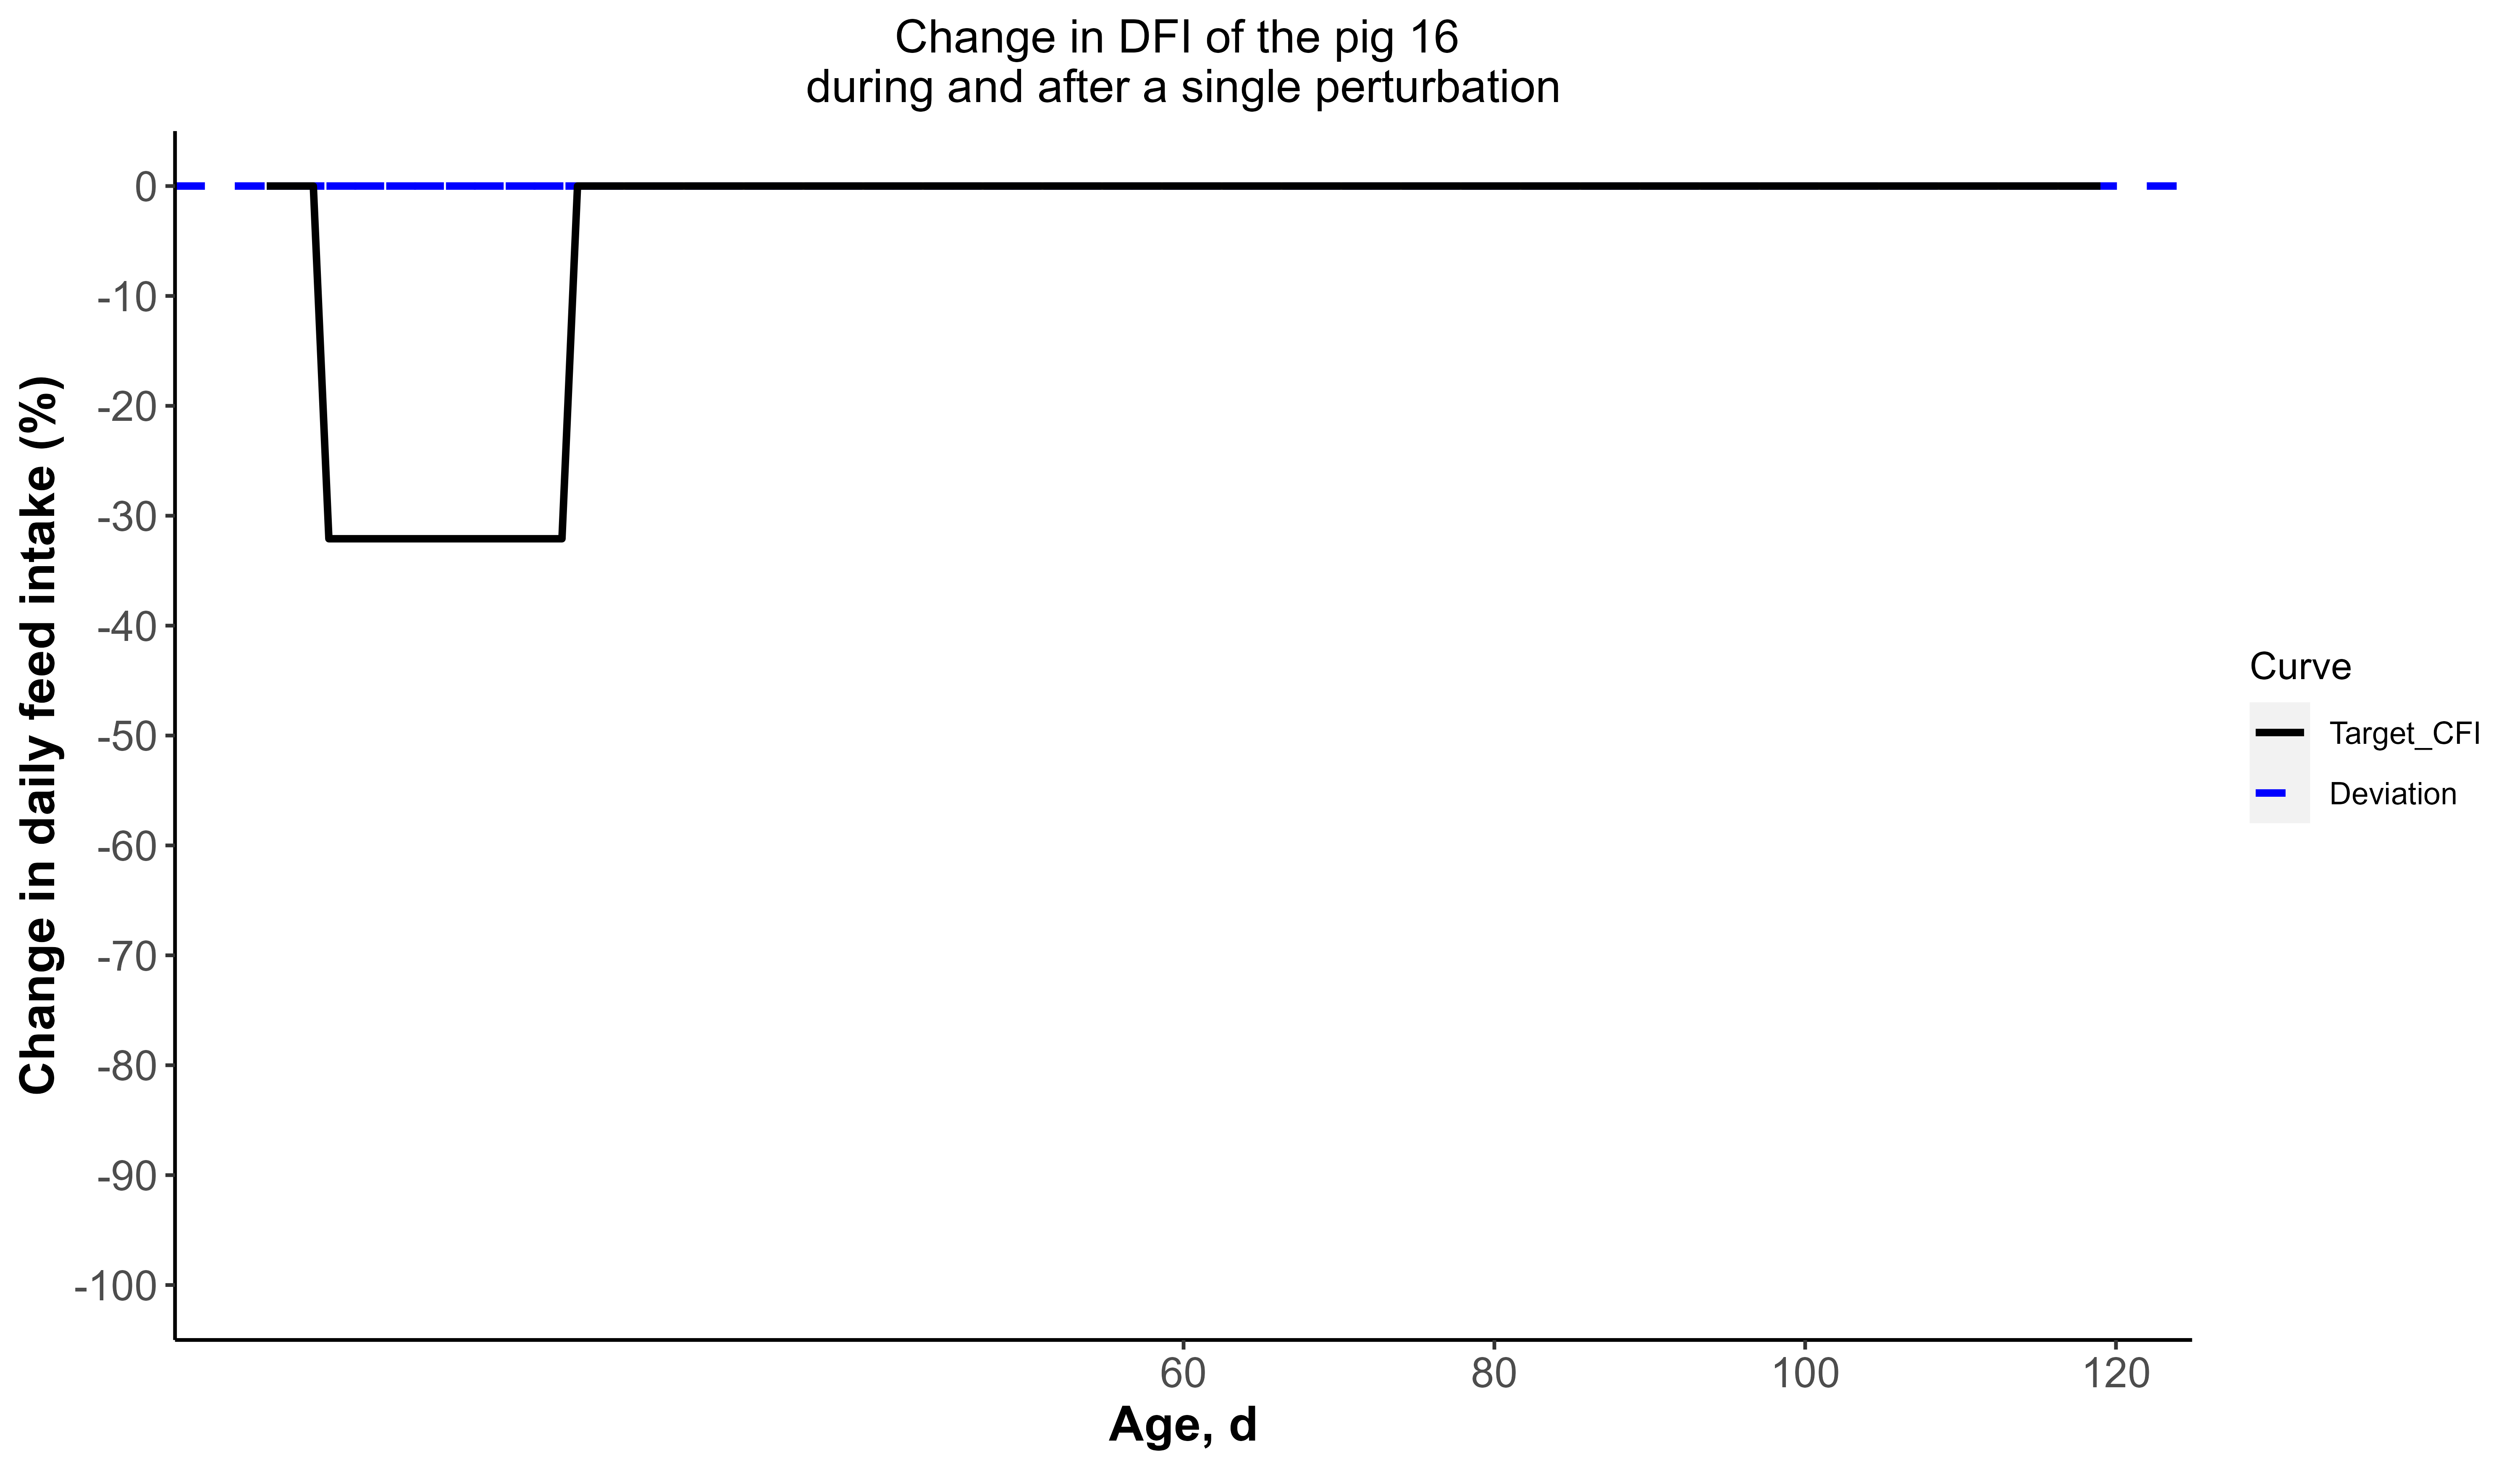 Change in DFI of the pig 16
during and after a single perturbation
Change in daily feed intake (%)
0
-10
-20
-30
-40
-50
-60
-70
-80
-90
-100
60
80
100
120
Age, d
Curve
Target_CFI
Deviation